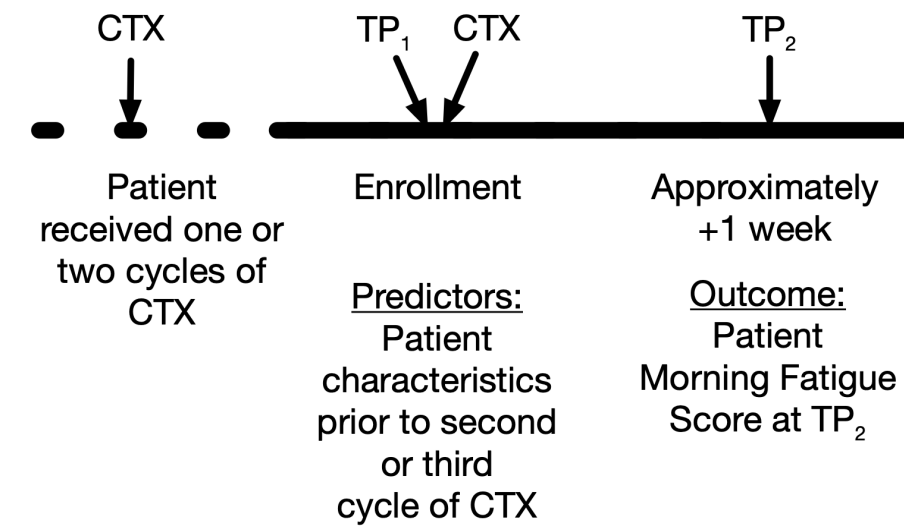 CTX
TP1
CTX
TP2
Patient
received one or
two cycles of
CTX
Enrollment
Predictors:
Patient
characteristics
prior to second
or third
cycle of CTX
Approximately
+1 week
Outcome:
Patient
Morning Fatigue
Score at TP2